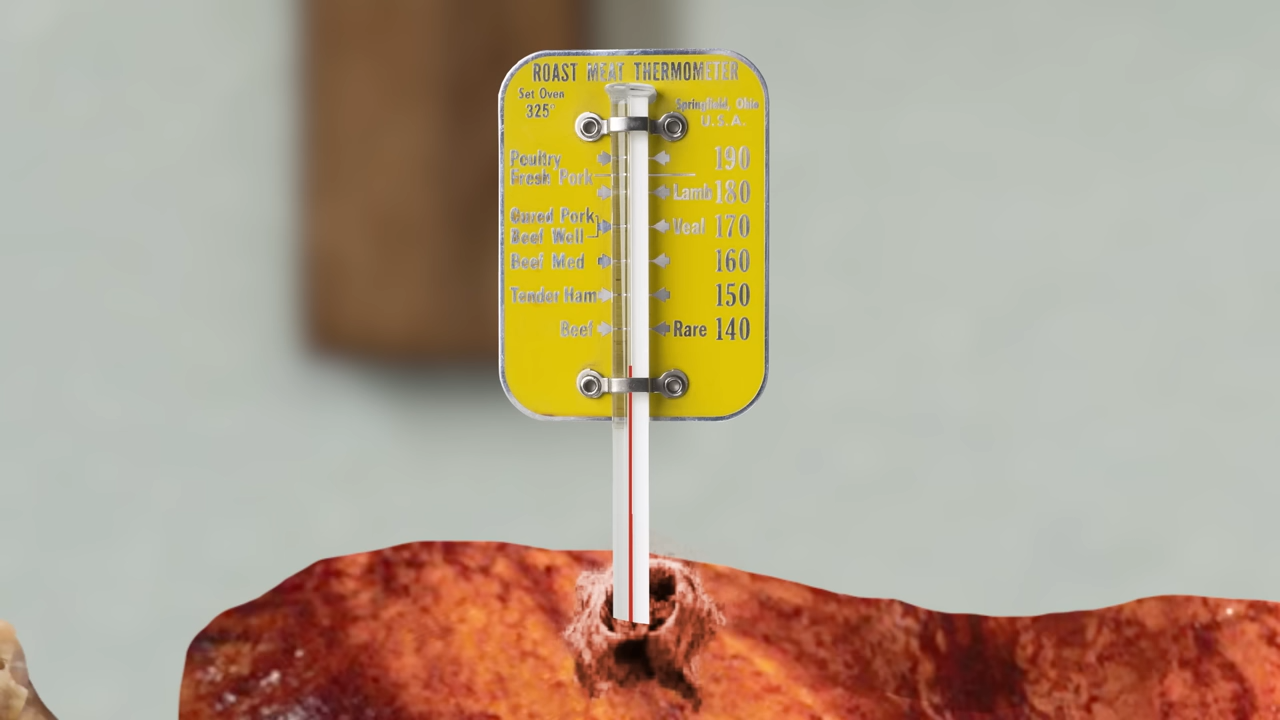 ROAST MEAT THERMOMETER
Set Oven
325°
Springfield, Ohio
U.S.A.
Poultry
190
Fresh Pork
Lamb 180
Cured Pork
Veal 170
Beef Well
Beef Med
160
Tender Ham
150
Beef
Rare 140